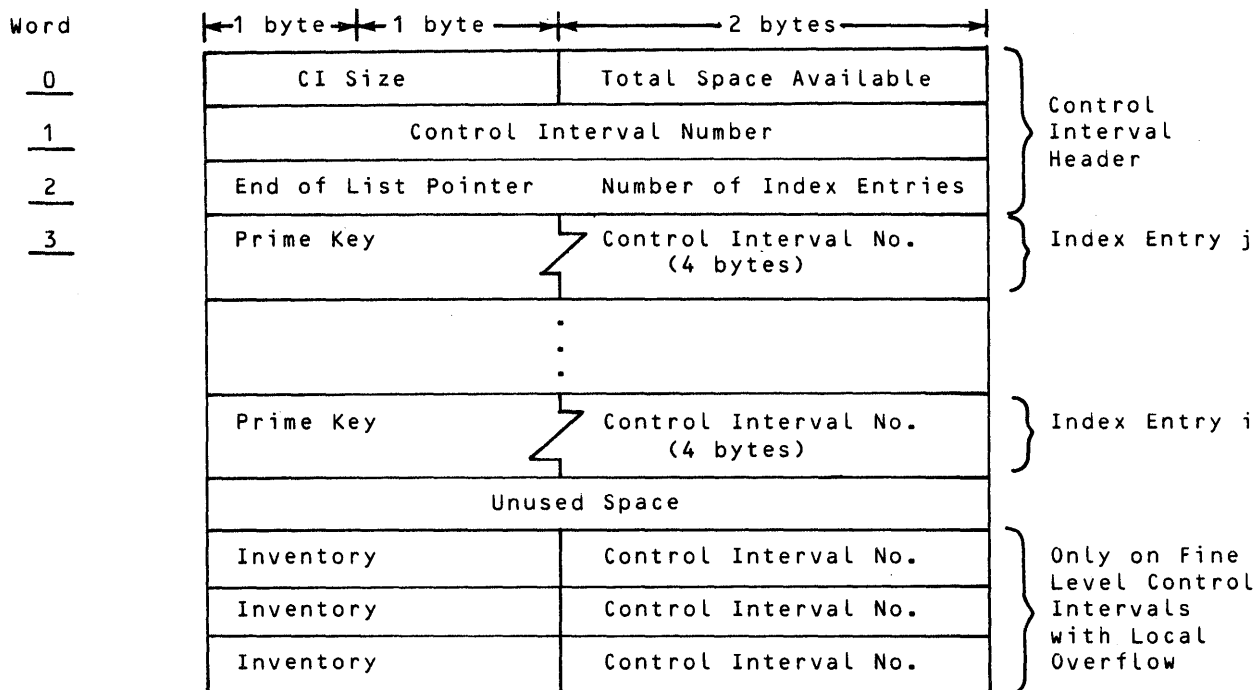 Word 1 byte 1 byte 2 bytes
0 CI Size Total Space Available
1 Control Interval Number
2 End of List Pointer Number of Index Entries
Control
Interval
Header
3 Prime Key Control Interval No. Index Entry j
(4 bytes)
.
.
.
Prime Key Control Interval No. Index Entry i
(4 bytes)
Unused Space
Inventory Control Interval No.
Inventory Control Interval No.
Inventory Control Interval No.
Only on Fine
Level Control
Intervals
with Local
Overflow